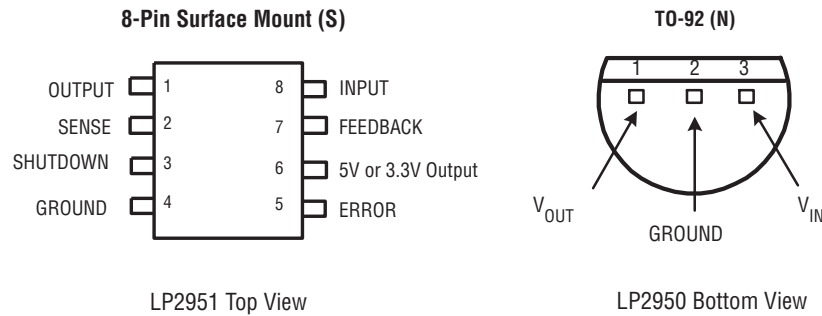 8-Pin Surface Mount (S)
OUTPUT 1 8 INPUT
SENSE 2 7 FEEDBACK
SHUTDOWN 3 6 5V or 3.3V Output
GROUND 4 5 ERROR
LP2951 Top View
TO-92 (N)
1 2 3
VOUT
GROUND
VIN
LP2950 Bottom View